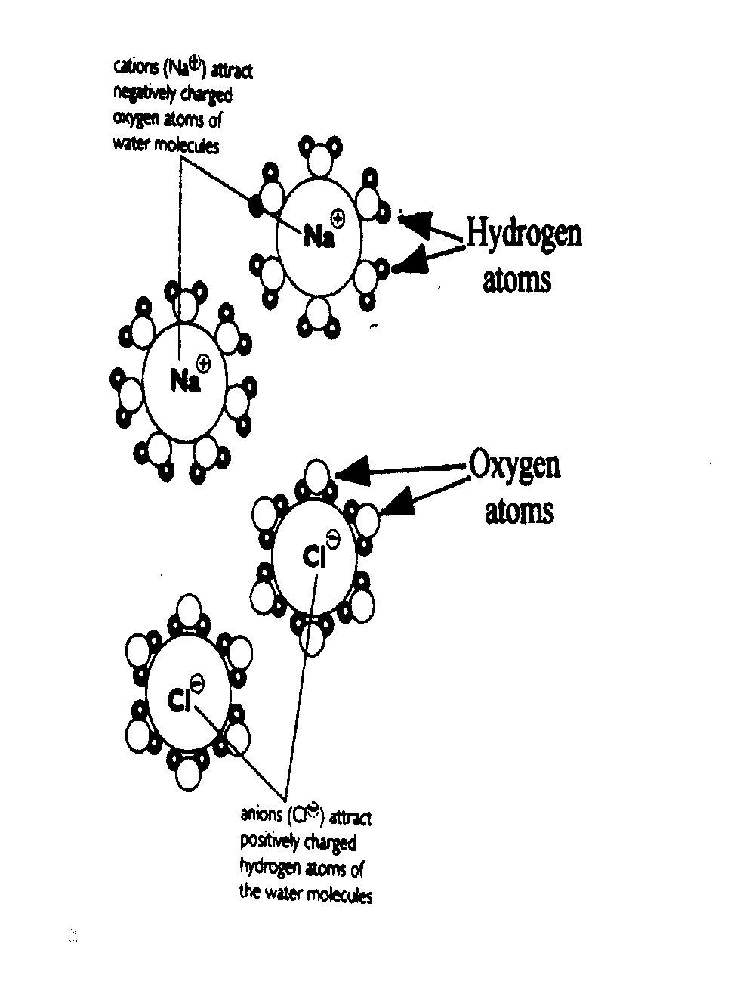 cations (Na⊕) attract
negatively charged
oxygen atoms of
water molecules
Na⊕
Hydrogen
atoms
Na⊕
Oxygen
atoms
Cl⊖
Cl⊖
anions (Cl⊖) attract
positively charged
hydrogen atoms of
the water molecules